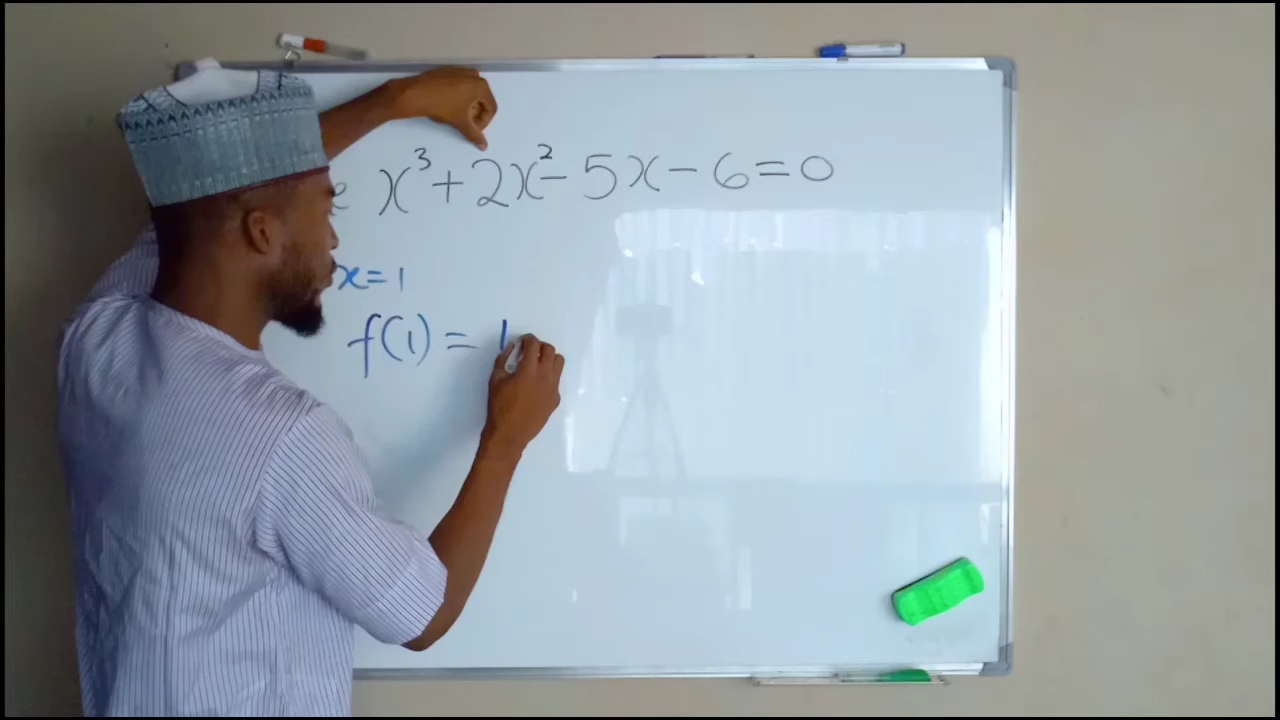 x³ + 2x² - 5x - 6 = 0
x = 1
f(1) = 1